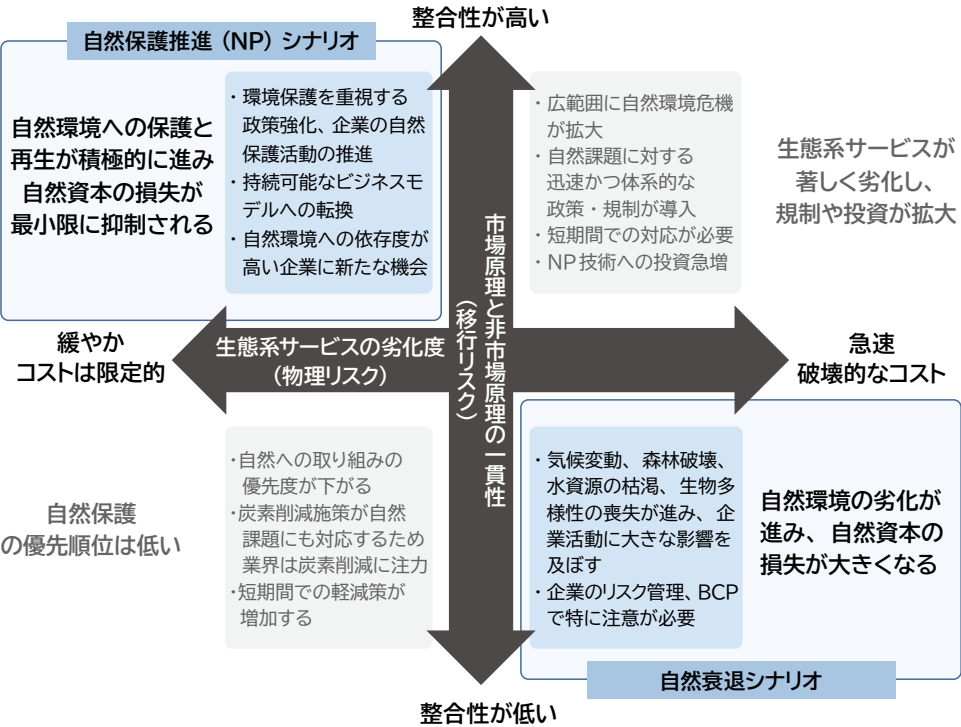 整合性が高い
自然保護推進（NP）シナリオ
自然環境への保護と
再生が積極的に進み
自然資本の損失が
最小限に抑制される
・環境保護を重視する
政策強化、企業の自然
保護活動の推進
・持続可能なビジネスモ
デルへの転換
・自然環境への依存度が
高い企業に新たな機会
・広範囲に自然環境危機
が拡大
・自然課題に対する
迅速かつ体系的な
政策・規制が導入
・短期間での対応が必要
・NP技術への投資急増
生態系サービスが
著しく劣化し、
規制や投資が拡大
市場原理と非市場原理の一貫性
（移行リスク）
緩やか
コストは限定的
生態系サービスの劣化度
（物理リスク）
急速
破壊的なコスト
自然保護
の優先順位は低い
・自然への取り組みの
優先度が下がる
・炭素削減施策が自然
課題にも対応するため
業界は炭素削減に注力
・短期間での軽減策が
増加する
・気候変動、森林破壊、
水資源の枯渇、生物多
様性の喪失が進み、企
業活動に大きな影響を
及ぼす
・企業のリスク管理、BCP
で特に注意が必要
自然環境の劣化が
進み、自然資本の
損失が大きくなる
自然衰退シナリオ
整合性が低い